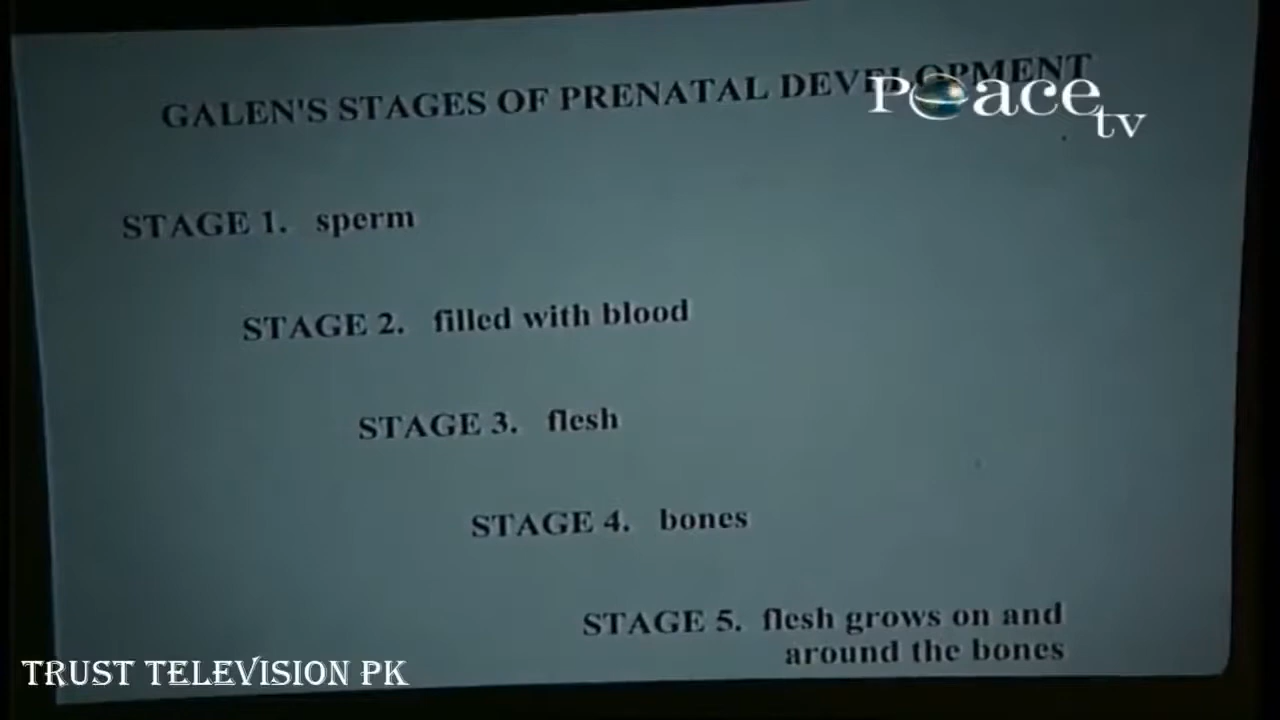 GALEN'S STAGES OF PRENATAL DEVELOPMENT
Peace tv
STAGE 1. sperm
STAGE 2. filled with blood
STAGE 3. flesh
STAGE 4. bones
STAGE 5. flesh grows on and
around the bones
TRUST TELEVISION PK